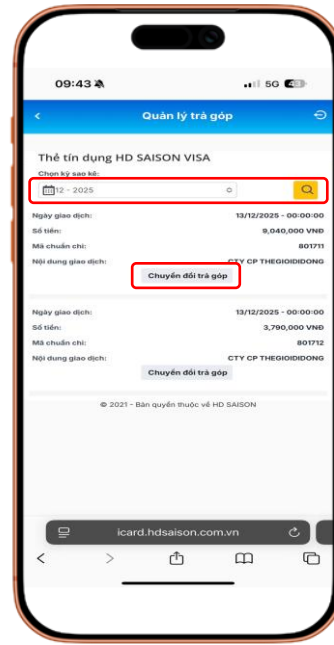 09:43
5G 43
Quản lý trả góp
Thẻ tín dụng HD SAISON VISA
Chọn kỳ sao kê:
12 - 2025
Ngày giao dịch: 13/12/2025 - 00:00:00
Số tiền: 9,040,000 VNĐ
Mã chuẩn chi: 801711
Nội dung giao dịch: CTY CP THEGIOIDIDONG
Chuyển đổi trả góp
Ngày giao dịch: 13/12/2025 - 00:00:00
Số tiền: 3,790,000 VNĐ
Mã chuẩn chi: 801712
Nội dung giao dịch: CTY CP THEGIOIDIDONG
Chuyển đổi trả góp
© 2021 - Bản quyền thuộc về HD SAISON
icard.hdsaison.com.vn